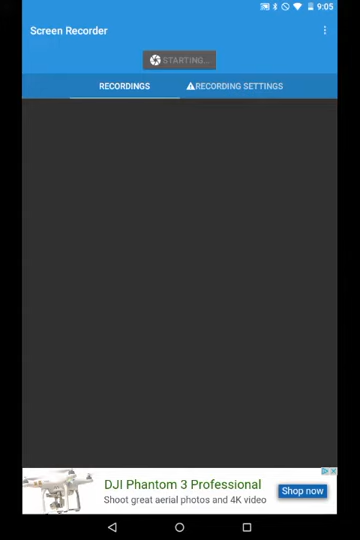 9:05
Screen Recorder
STARTING...
RECORDINGS
RECORDING SETTINGS
DJI Phantom 3 Professional
Shoot great aerial photos and 4K video
Shop now